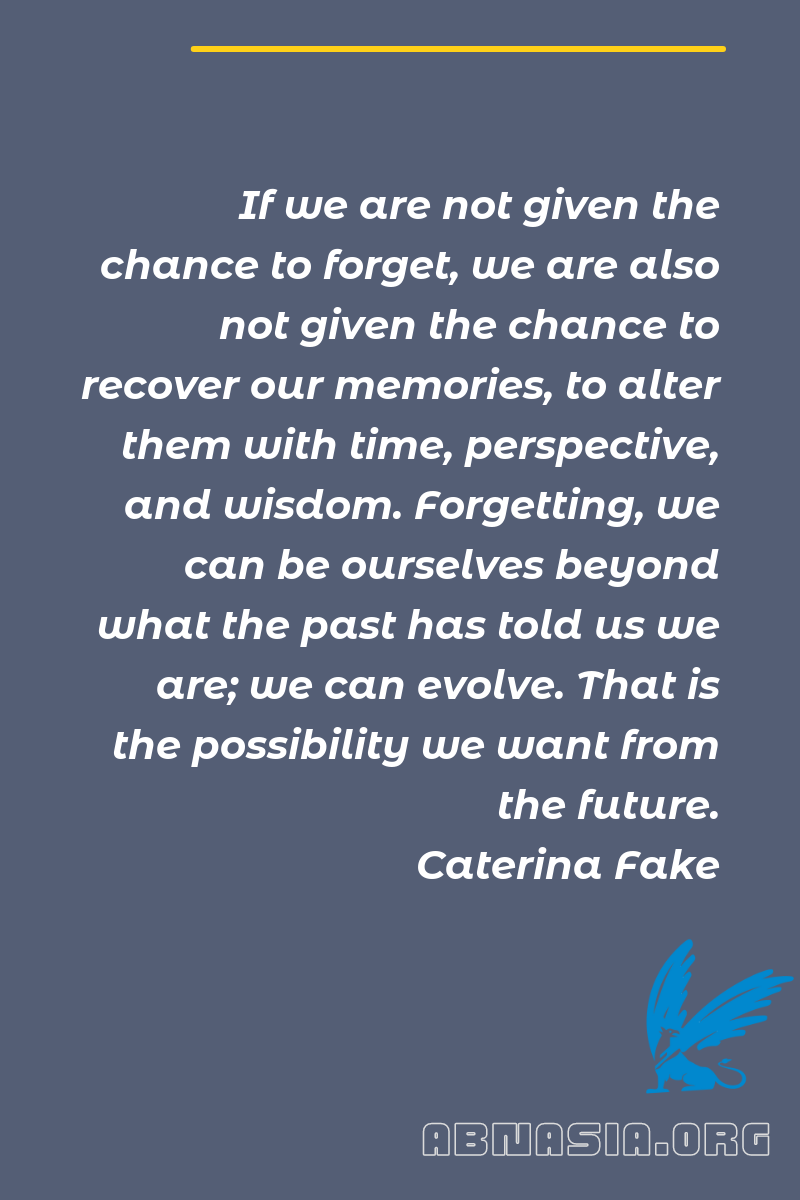 If we are not given the
chance to forget, we are also
not given the chance to
recover our memories, to alter
them with time, perspective,
and wisdom. Forgetting, we
can be ourselves beyond
what the past has told us we
are; we can evolve. That is
the possibility we want from
the future.
Caterina Fake
ABNASIA.ORG